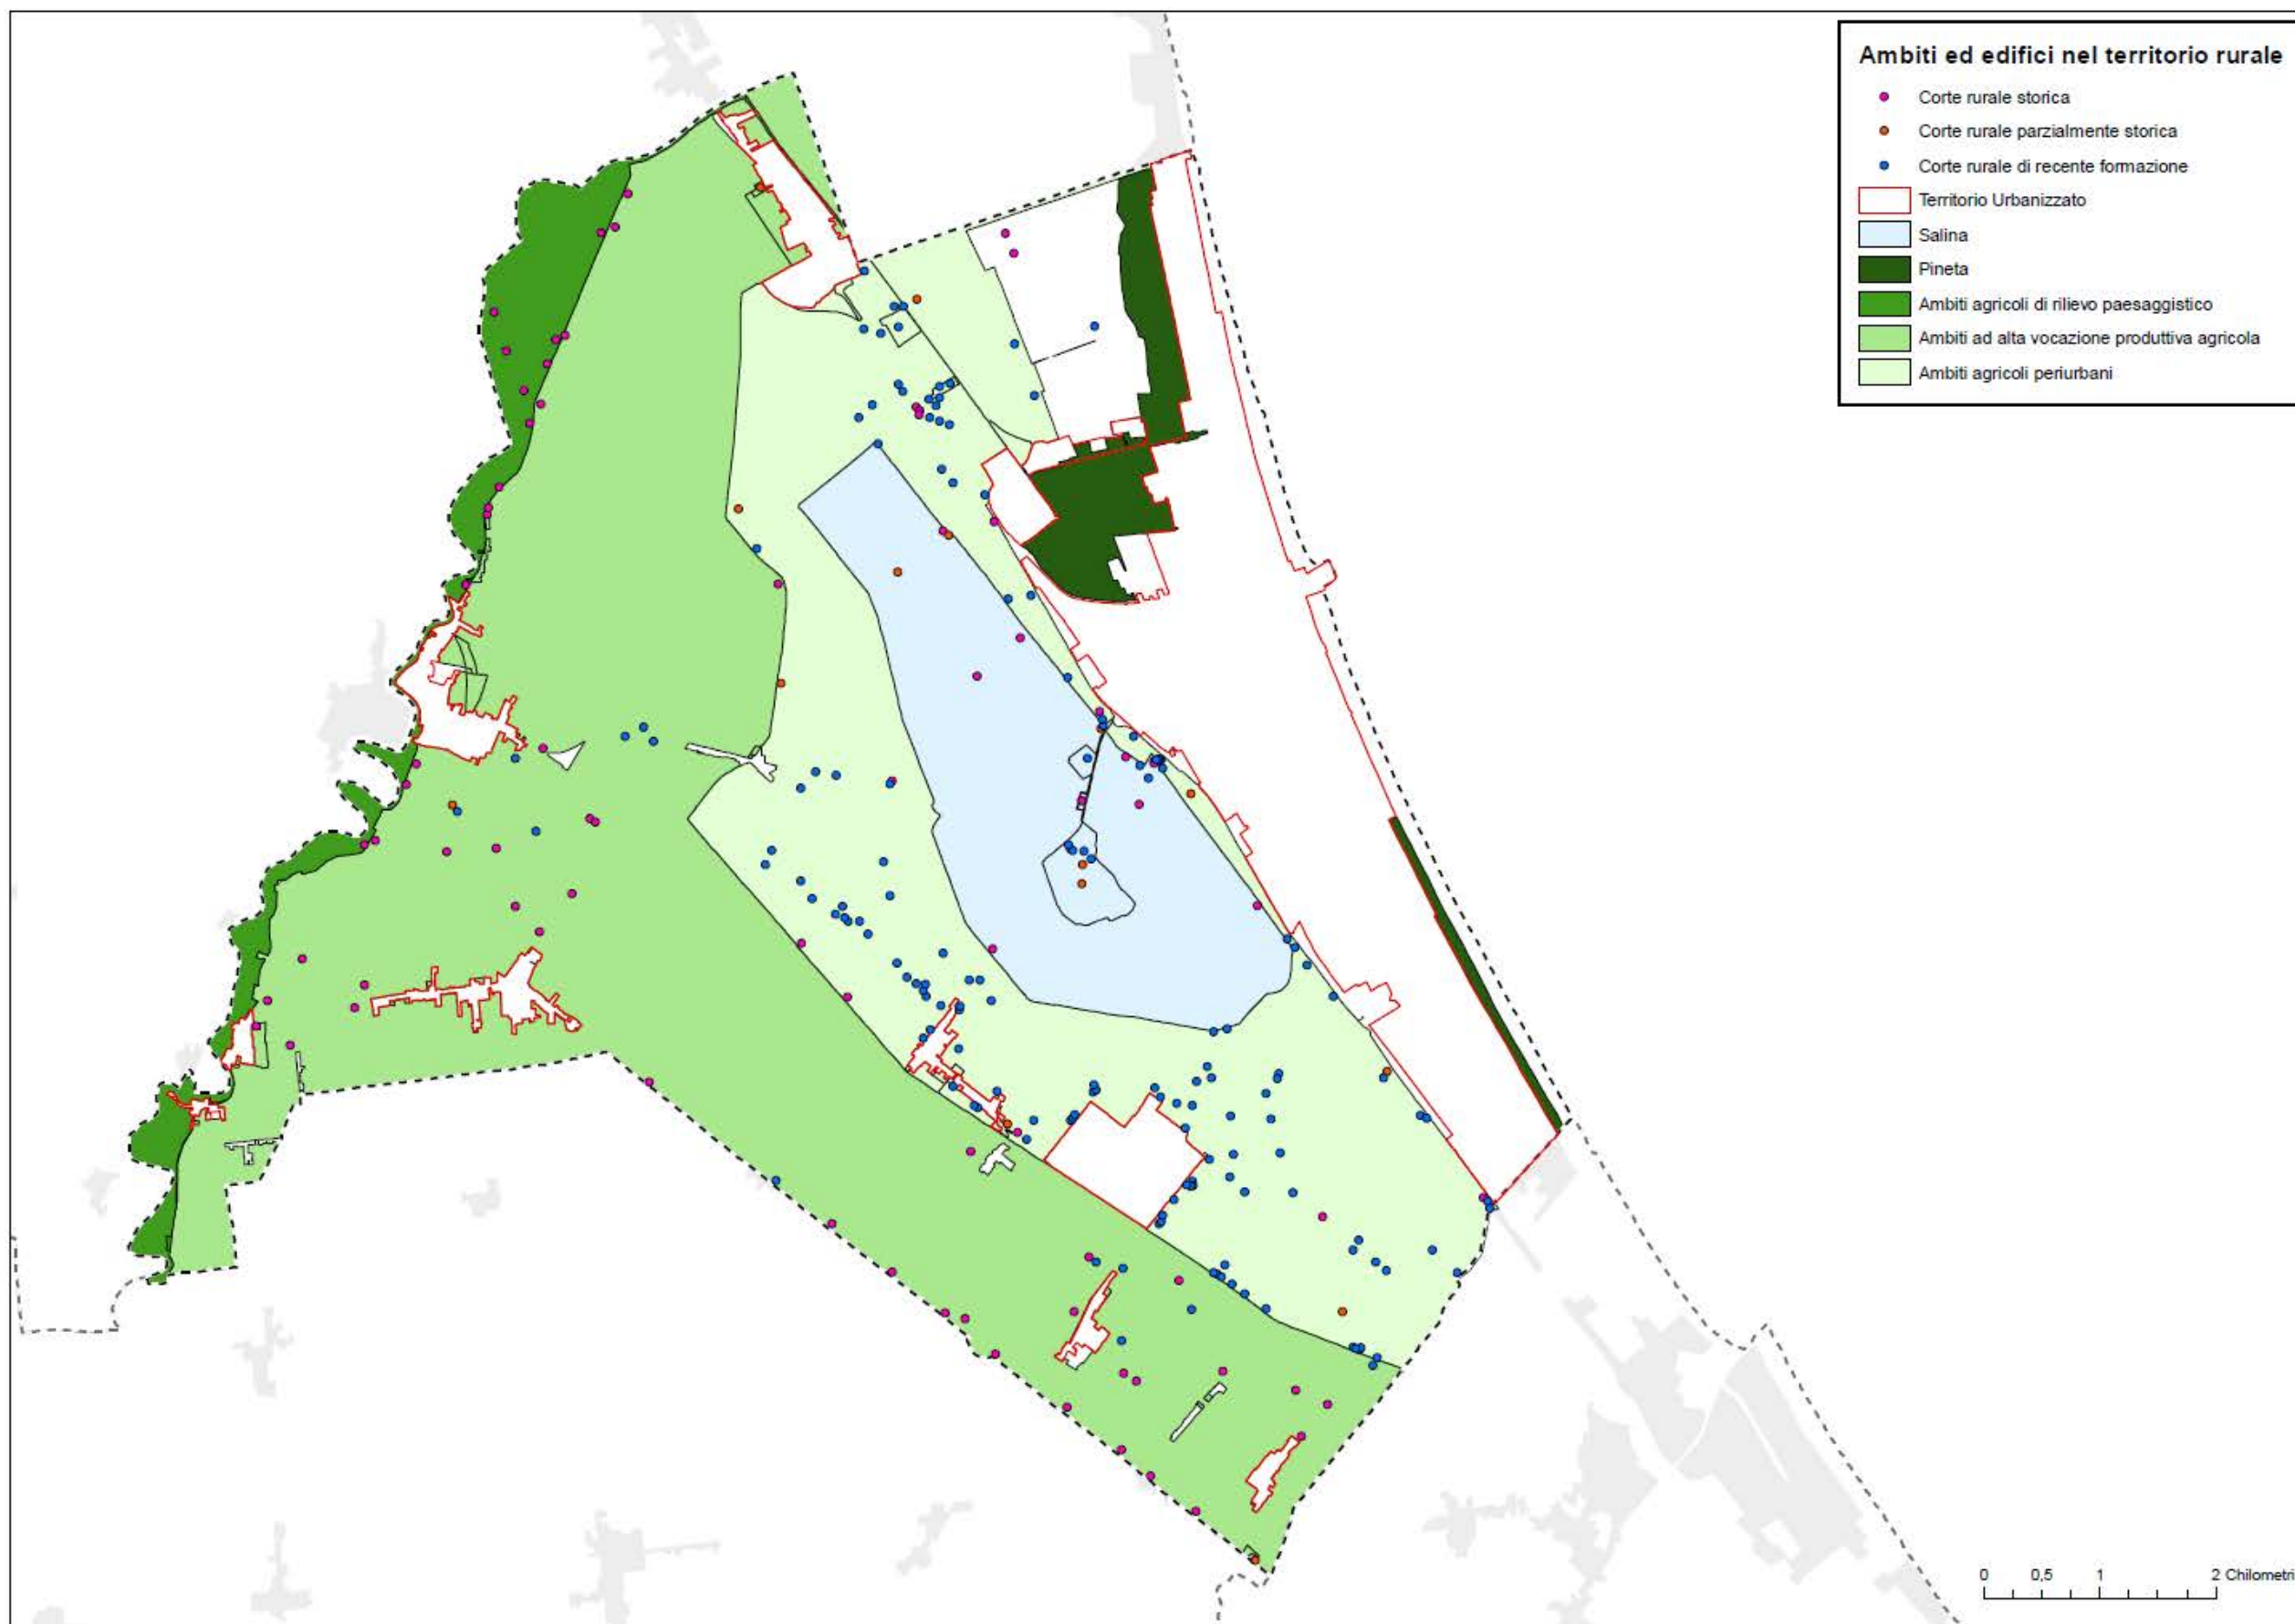 Ambiti ed edifici nel territorio rurale
Corte rurale storica
Corte rurale parzialmente storica
Corte rurale di recente formazione
Territorio Urbanizzato
Salina
Pineta
Ambiti agricoli di rilievo paesaggistico
Ambiti ad alta vocazione produttiva agricola
Ambiti agricoli periurbani
0 0,5 1 2 Chilometri